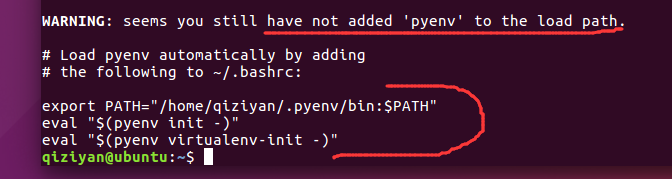 WARNING: seems you still have not added 'pyenv' to the load path.
# Load pyenv automatically by adding
# the following to ~/.bashrc:
export PATH="/home/qiziyan/.pyenv/bin:$PATH"
eval "$(pyenv init -)"
eval "$(pyenv virtualenv-init -)"
qiziyan@ubuntu:~$